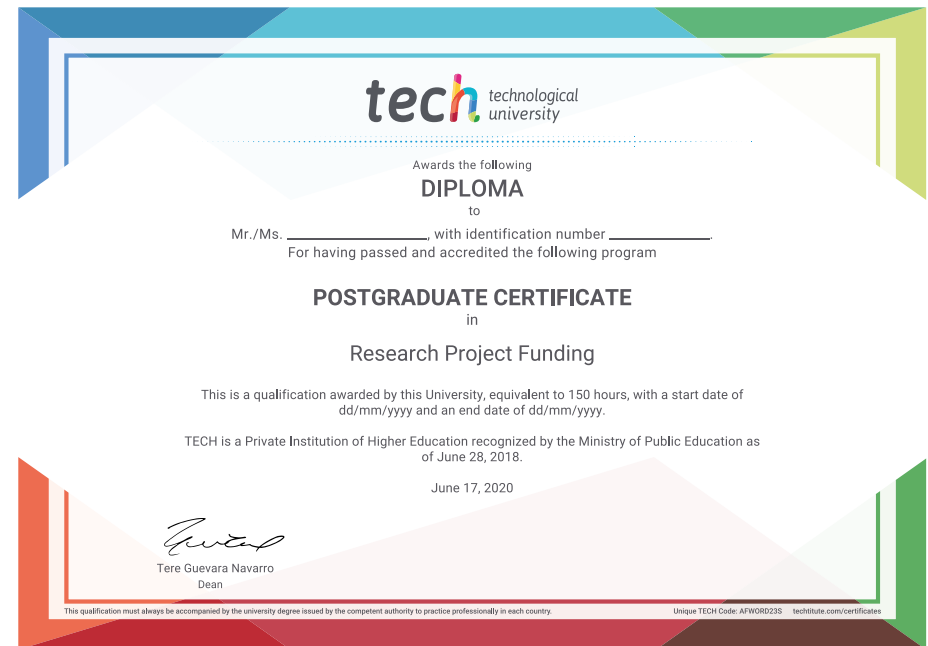 tech technological
university
Awards the following
DIPLOMA
to
Mr./Ms. ____________________, with identification number ______________.
For having passed and accredited the following program
POSTGRADUATE CERTIFICATE
in
Research Project Funding
This is a qualification awarded by this University, equivalent to 150 hours, with a start date of
dd/mm/yyyy and an end date of dd/mm/yyyy.
TECH is a Private Institution of Higher Education recognized by the Ministry of Public Education as
of June 28, 2018.
June 17, 2020
Tere Guevara Navarro
Dean
This qualification must always be accompanied by the university degree issued by the competent authority to practice professionally in each country. Unique TECH Code: AFWORD23S techtitute.com/certificates